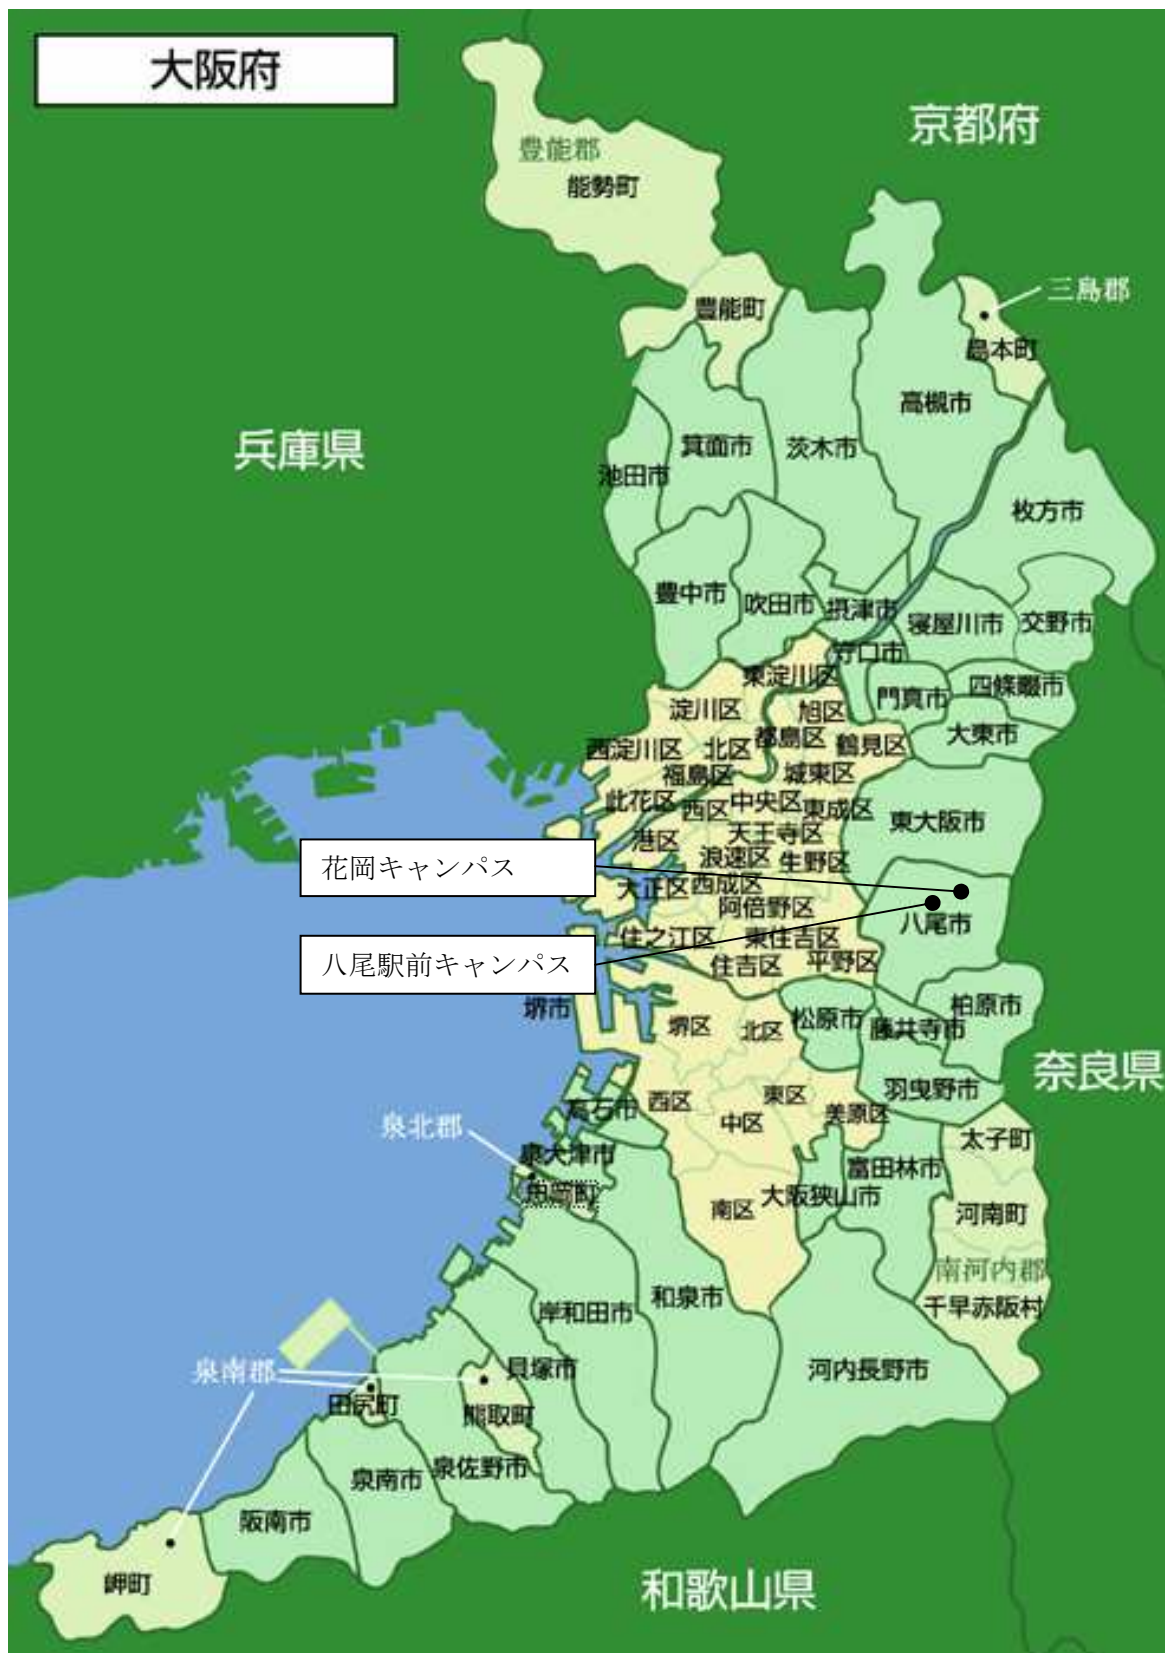 大阪府
京都府
豊能郡
能勢町
三島郡
豊能町
島本町
高槻市
兵庫県
箕面市
茨木市
池田市
枚方市
豊中市
吹田市
摂津市
寝屋川市
交野市
守口市
東淀川区
門真市
四條畷市
淀川区
旭区
大東市
西淀川区
北区
都島区
鶴見区
福島区
城東区
此花区
西区
中央区
東成区
東大阪市
港区
天王寺区
浪速区
生野区
花岡キャンパス
大正区
西成区
阿倍野区
八尾市
住之江区
東住吉区
八尾駅前キャンパス
住吉区
平野区
堺市
堺区
北区
松原市
藤井寺市
柏原市
奈良県
羽曳野市
高石市
西区
東区
中区
美原区
泉北郡
太子町
泉大津市
富田林市
忠岡町
南区
大阪狭山市
河南町
南河内郡
千早赤阪村
岸和田市
和泉市
泉南郡
貝塚市
河内長野市
田尻町
熊取町
泉佐野市
泉南市
阪南市
岬町
和歌山県